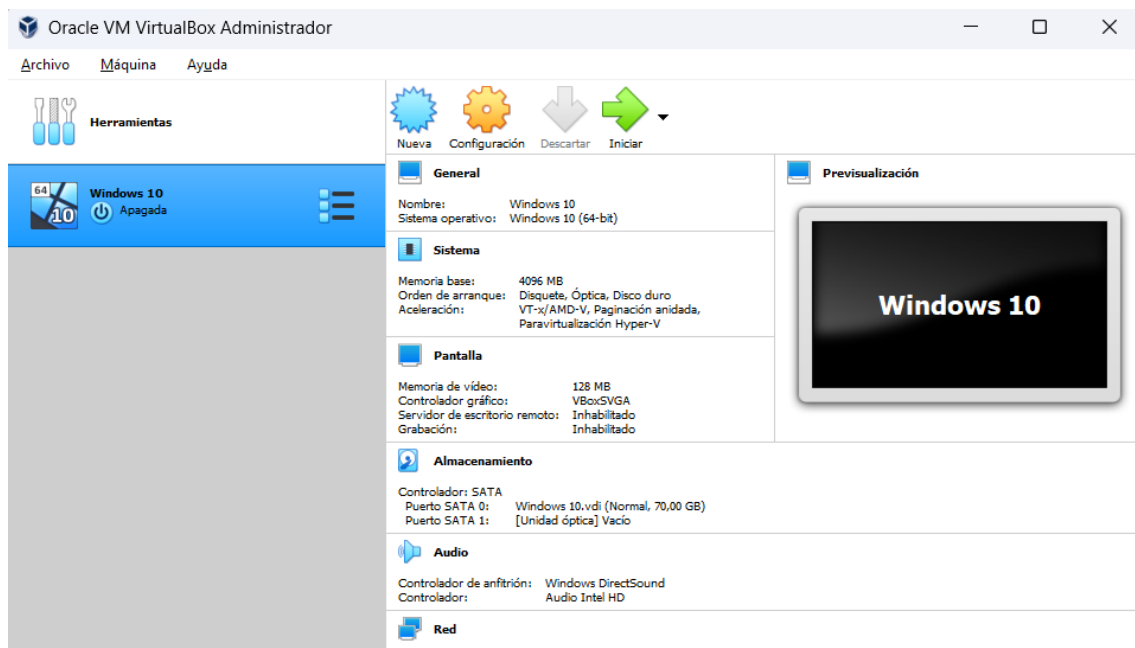 Oracle VM VirtualBox Administrador
Archivo Máquina Ayuda
Herramientas
64
10
Windows 10
Apagada
Nueva Configuración Descartar Iniciar
General
Nombre: Windows 10
Sistema operativo: Windows 10 (64-bit)
Sistema
Memoria base: 4096 MB
Orden de arranque: Disquete, Óptica, Disco duro
Aceleración: VT-x/AMD-V, Paginación anidada,
Paravirtualización Hyper-V
Pantalla
Memoria de vídeo: 128 MB
Controlador gráfico: VBoxSVGA
Servidor de escritorio remoto: Inhabilitado
Grabación: Inhabilitado
Previsualización
Windows 10
Almacenamiento
Controlador: SATA
Puerto SATA 0: Windows 10.vdi (Normal, 70,00 GB)
Puerto SATA 1: [Unidad óptica] Vacío
Audio
Controlador de anfitrión: Windows DirectSound
Controlador: Audio Intel HD
Red